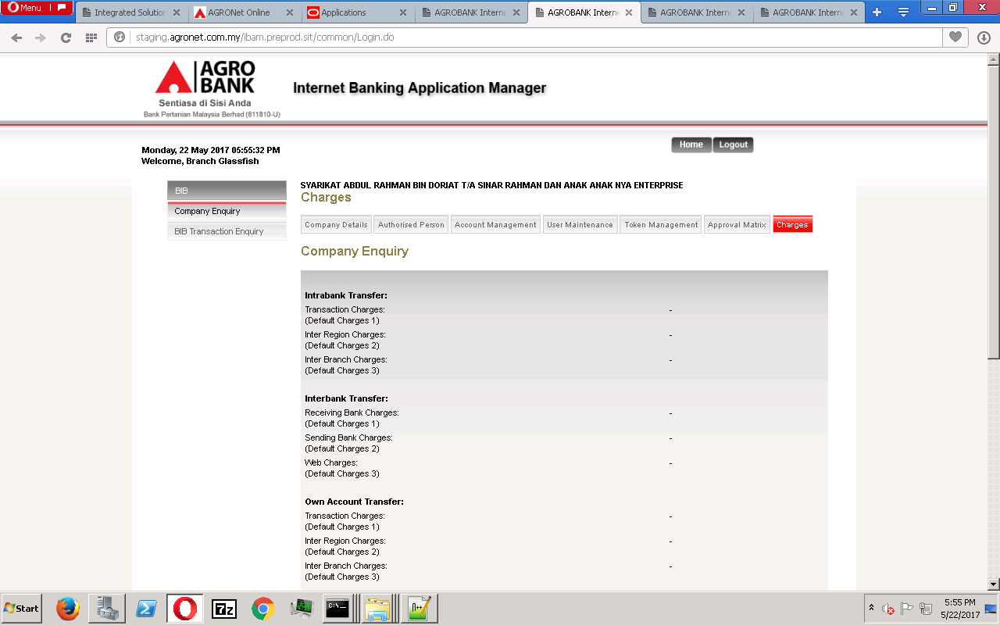 Menu
Integrated Solution
AGRONet Online
Applications
AGROBANK Interne
AGROBANK Interne
AGROBANK Intern
AGROBANK Intern
staging.agronet.com.my/ibam.preprod.sit/common/Login.do
AGRO
BANK
Sentiasa di Sisi Anda
Bank Pertanian Malaysia Berhad (811810-U)
Internet Banking Application Manager
Monday, 22 May 2017 05:55:32 PM
Welcome, Branch Glassfish
Home
Logout
BIB
Company Enquiry
BIB Transaction Enquiry
SYARIKAT ABDUL RAHMAN BIN DORIAT T/A SINAR RAHMAN DAN ANAK ANAK NYA ENTERPRISE
Charges
Company Details
Authorised Person
Account Management
User Maintenance
Token Management
Approval Matrix
Charges
Company Enquiry
Intrabank Transfer:
Transaction Charges: -
(Default Charges 1)
Inter Region Charges: -
(Default Charges 2)
Inter Branch Charges: -
(Default Charges 3)
Interbank Transfer:
Receiving Bank Charges: -
(Default Charges 1)
Sending Bank Charges: -
(Default Charges 2)
Web Charges: -
(Default Charges 3)
Own Account Transfer:
Transaction Charges: -
(Default Charges 1)
Inter Region Charges: -
(Default Charges 2)
Inter Branch Charges: -
(Default Charges 3)
Start
7z
C:\
5:55 PM
5/22/2017